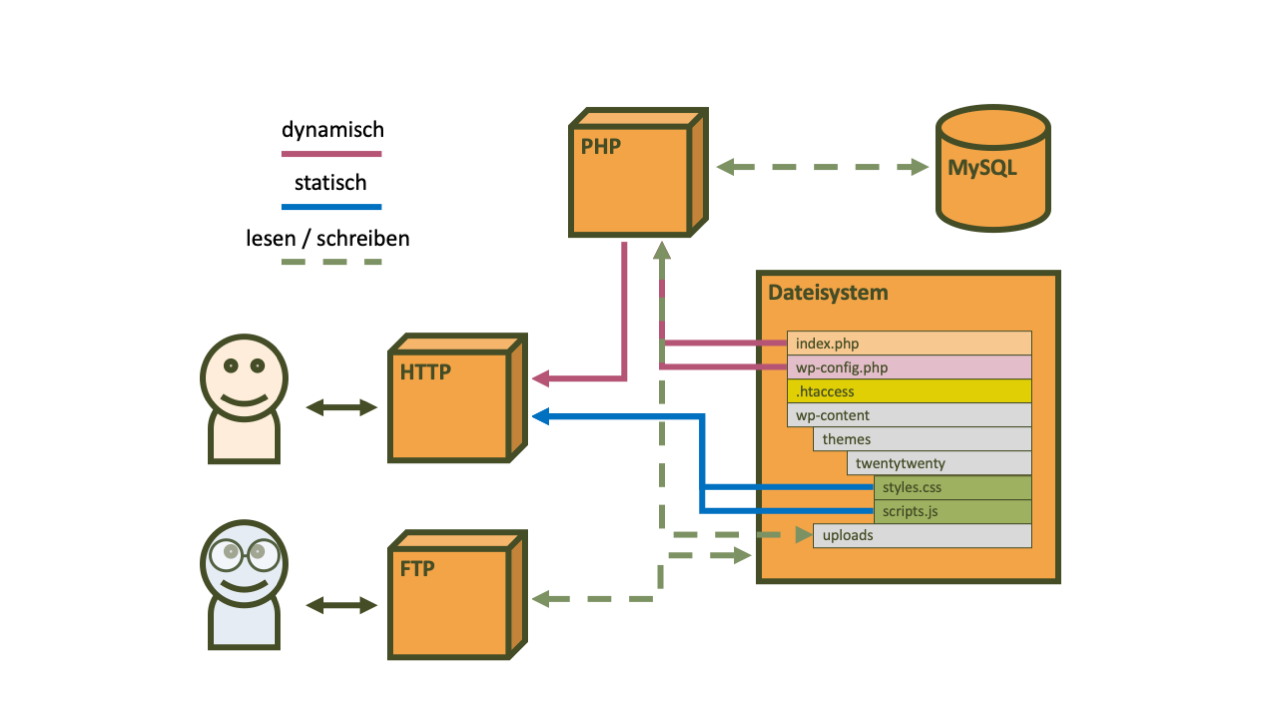 dynamisch
statisch
lesen / schreiben
PHP
MySQL
Dateisystem
index.php
wp-config.php
.htaccess
wp-content
themes
twentytwenty
styles.css
scripts.js
uploads
HTTP
FTP